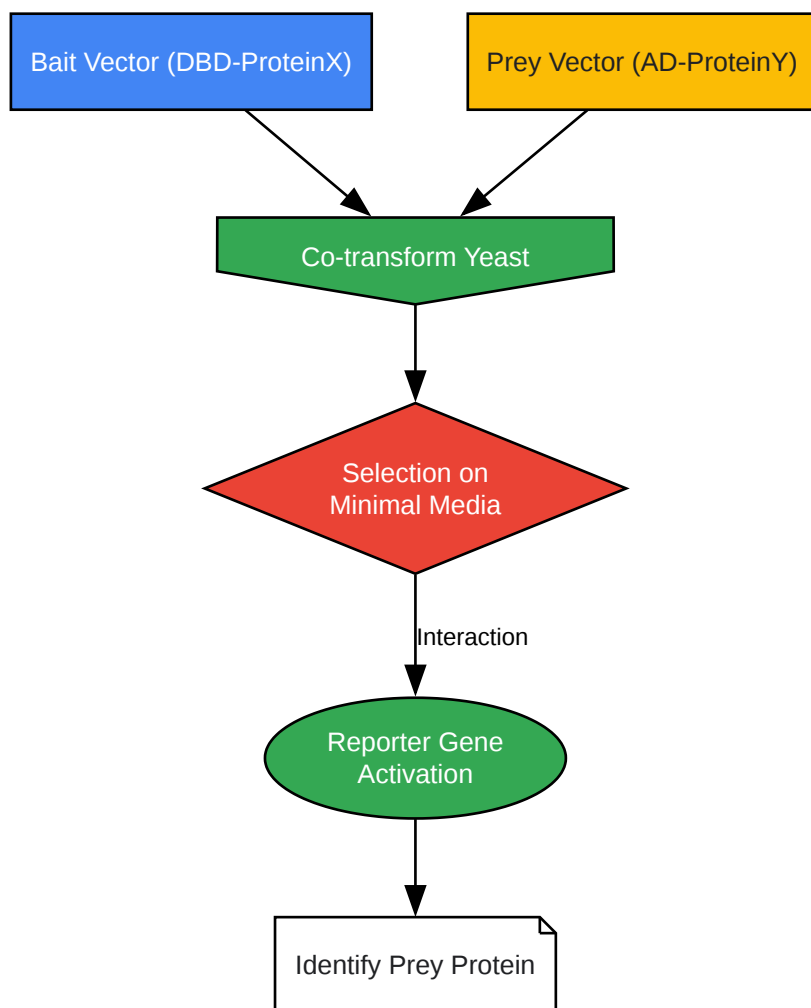 Bait Vector (DBD-ProteinX)
Prey Vector (AD-ProteinY)
Co-transform Yeast
Selection on
Minimal Media
Interaction
Reporter Gene
Activation
Identify Prey Protein